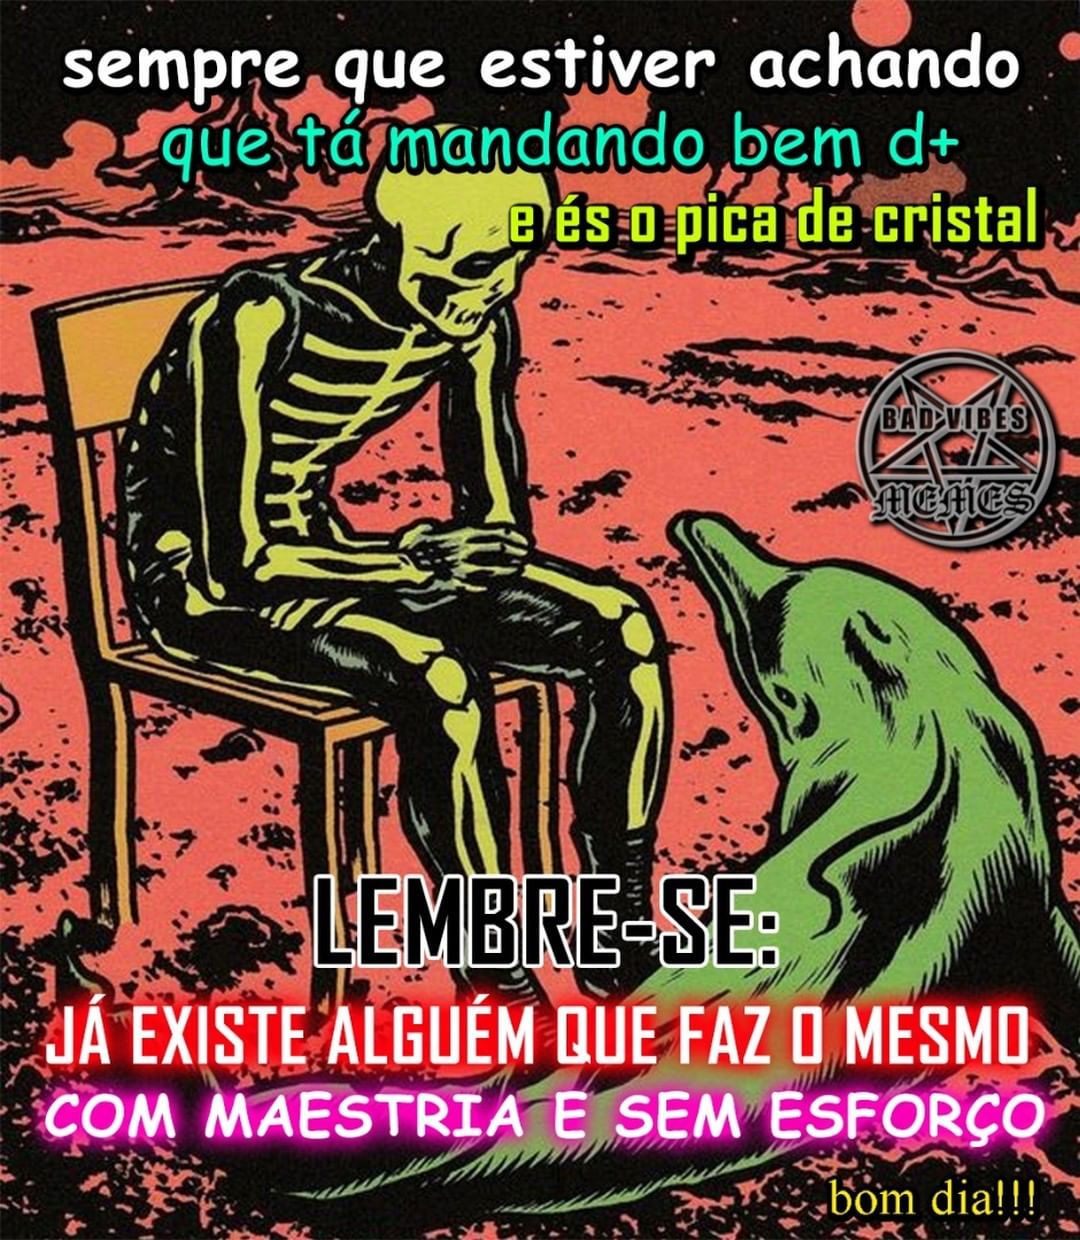 sempre que estiver achando
que tá mandando bem d+
e és o pica de cristal
BAD VIBES
MEMES
LEMBRE-SE:
JÁ EXISTE ALGUÉM QUE FAZ O MESMO
COM MAESTRIA E SEM ESFORÇO
bom dia!!!